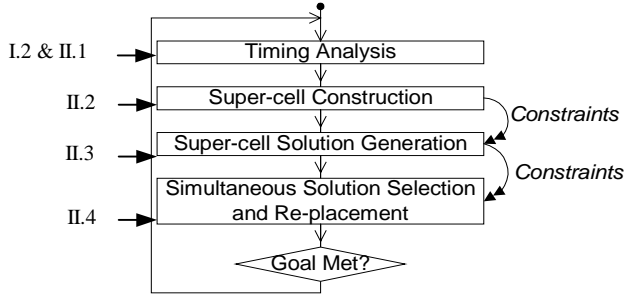 I.2 & II.1
Timing Analysis
II.2
Super-cell Construction
Constraints
II.3
Super-cell Solution Generation
Constraints
Simultaneous Solution Selection
and Re-placement
II.4
Goal Met?